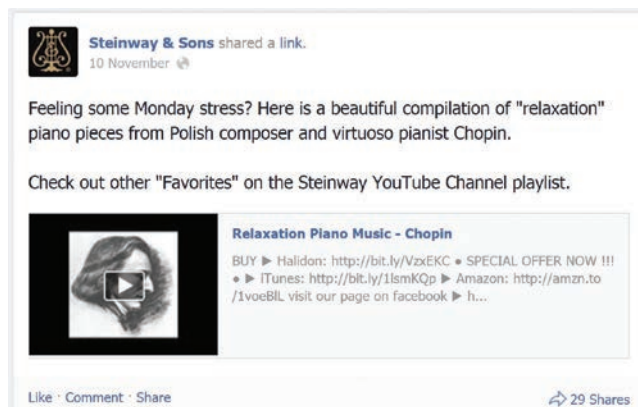 Steinway & Sons shared a link.
10 November
Feeling some Monday stress? Here is a beautiful compilation of "relaxation"
piano pieces from Polish composer and virtuoso pianist Chopin.
Check out other "Favorites" on the Steinway YouTube Channel playlist.
Relaxation Piano Music - Chopin
BUY ► Halidon: http://bit.ly/VzxEKC ● SPECIAL OFFER NOW !!!
● ► iTunes: http://bit.ly/1lsmKQp ► Amazon: http://amzn.to
/1voeBlL visit our page on facebook ► h...
Like · Comment · Share
29 Shares